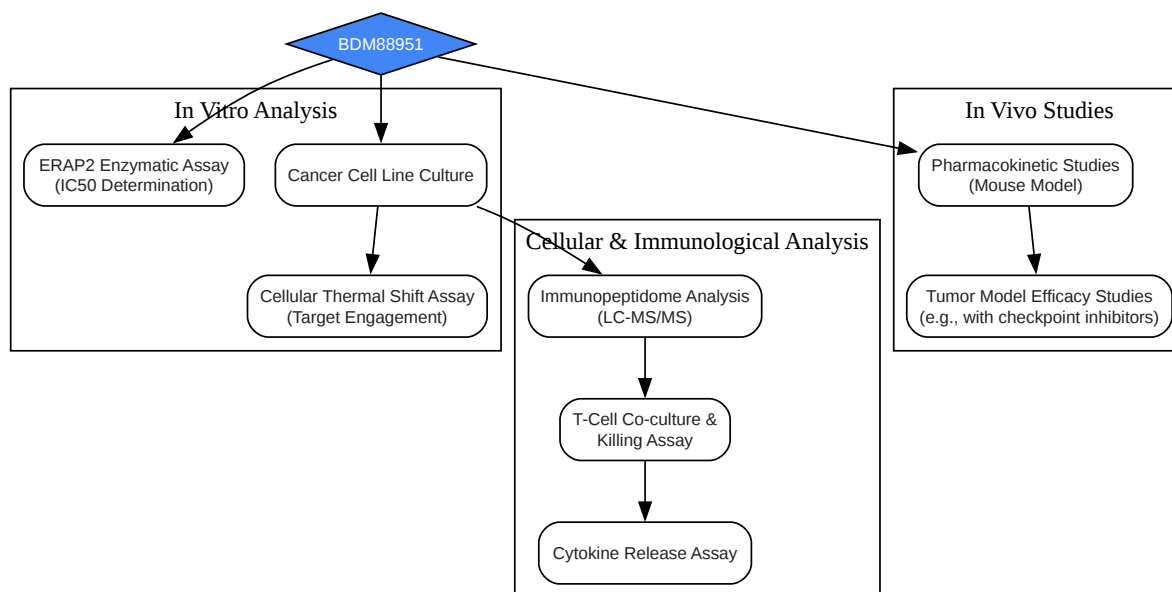 BDM88951
In Vitro Analysis
ERAP2 Enzymatic Assay
(IC50 Determination)
Cancer Cell Line Culture
Cellular Thermal Shift Assay
(Target Engagement)
Cellular & Immunological Analysis
Immunopeptidome Analysis
(LC-MS/MS)
T-Cell Co-culture &
Killing Assay
Cytokine Release Assay
In Vivo Studies
Pharmacokinetic Studies
(Mouse Model)
Tumor Model Efficacy Studies
(e.g., with checkpoint inhibitors)